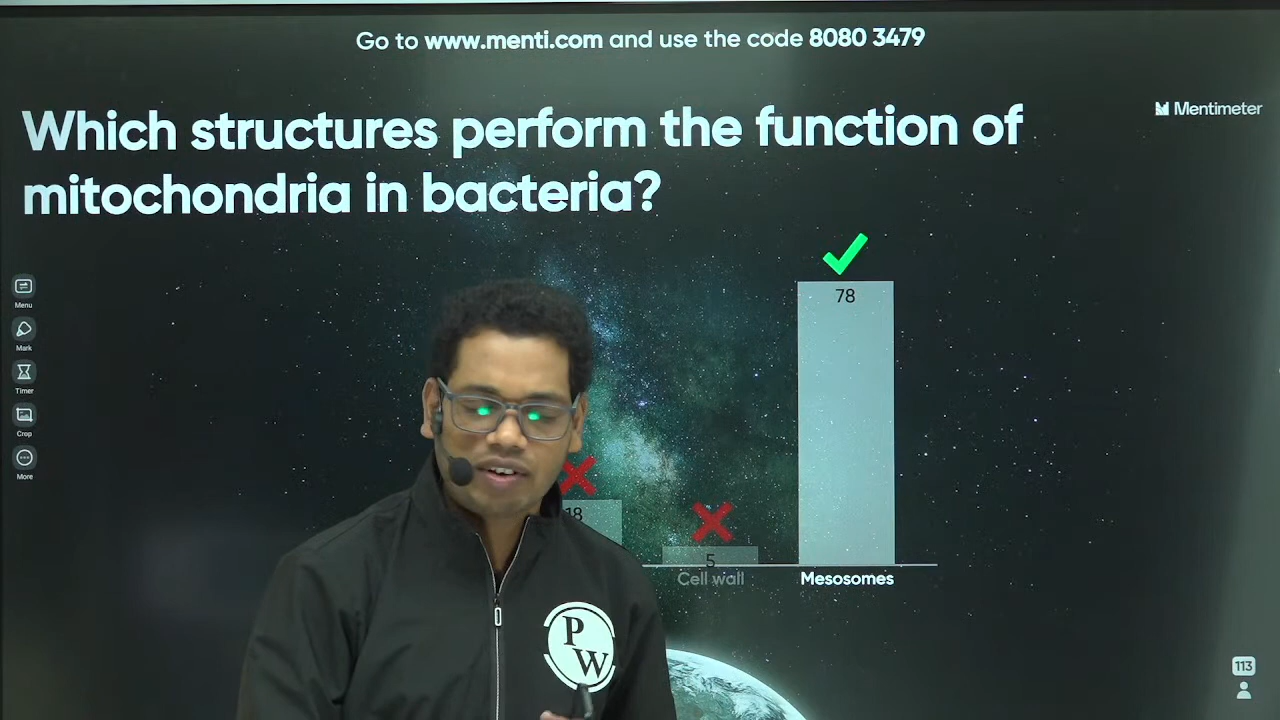 Go to www.menti.com and use the code 8080 3479
Mentimeter
Which structures perform the function of
mitochondria in bacteria?
Menu
Mark
Timer
Crop
More
78
18
5
Cell wall
Mesosomes
PW
113